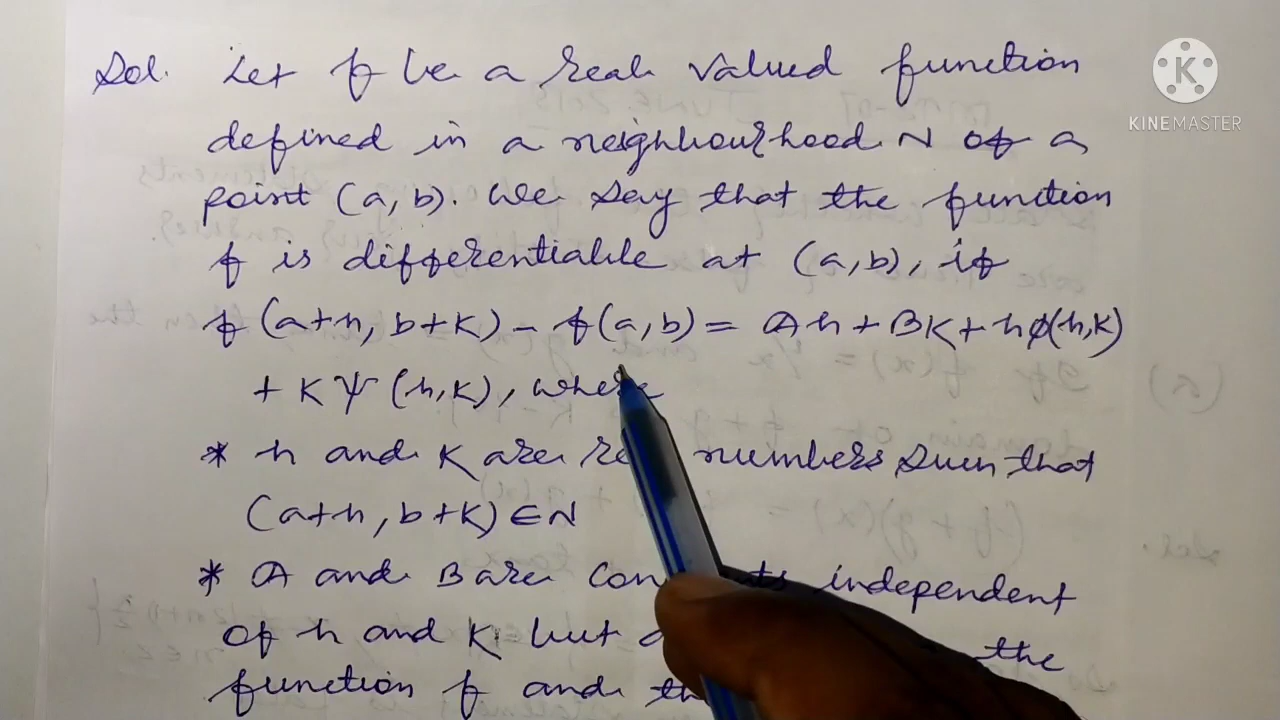 Sol. Let f be a real valued function
KINEMASTER
defined in a neighbourhood N of a
point (a, b). We say that the function
f is differentiable at (a, b), if
f (a+h, b+k) - f(a, b) = Ah + Bk + hϕ(h,k)
+ k ψ (h,k), where
* h and k are numbers such that
(a+h, b+k) ∈ N
* A and B are independent
of h and k but the
function f and